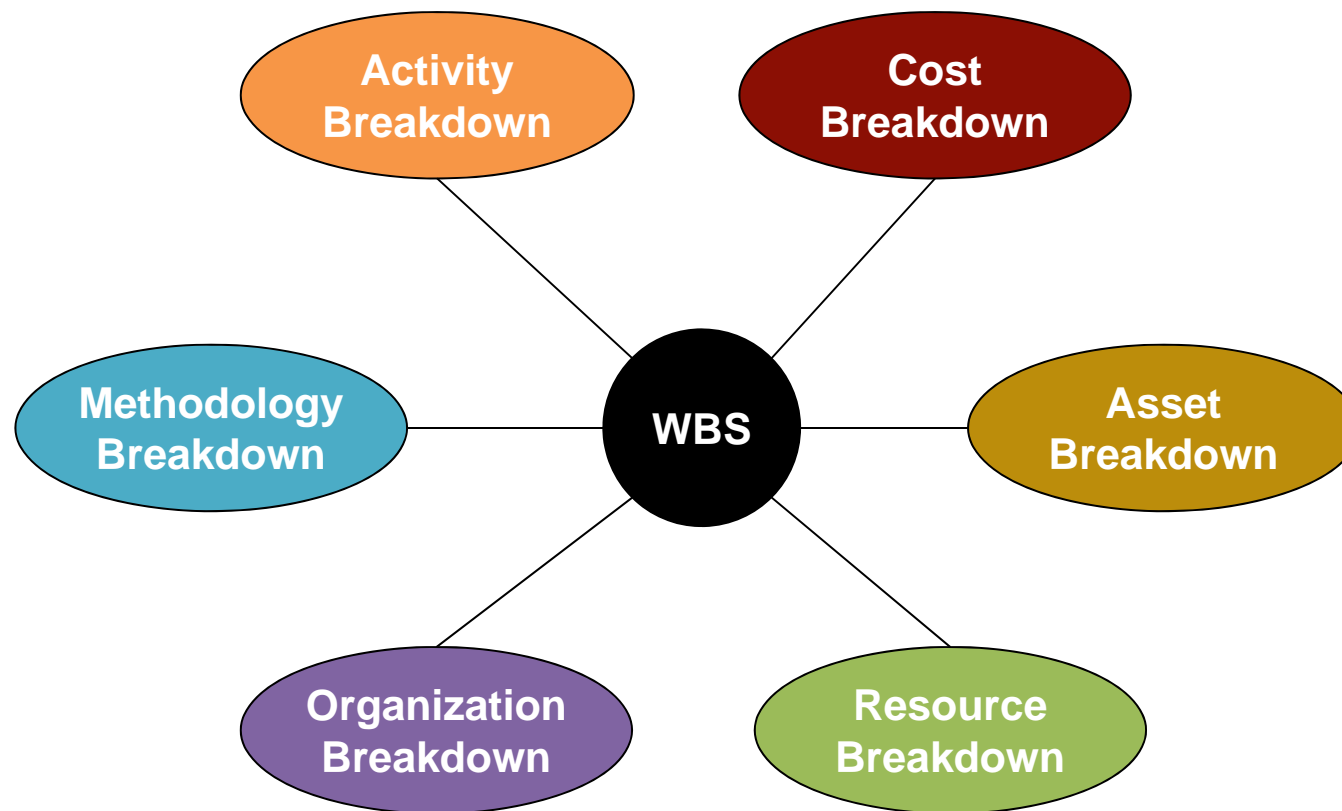 Activity
Breakdown
Cost
Breakdown
Methodology
Breakdown
WBS
Asset
Breakdown
Organization
Breakdown
Resource
Breakdown